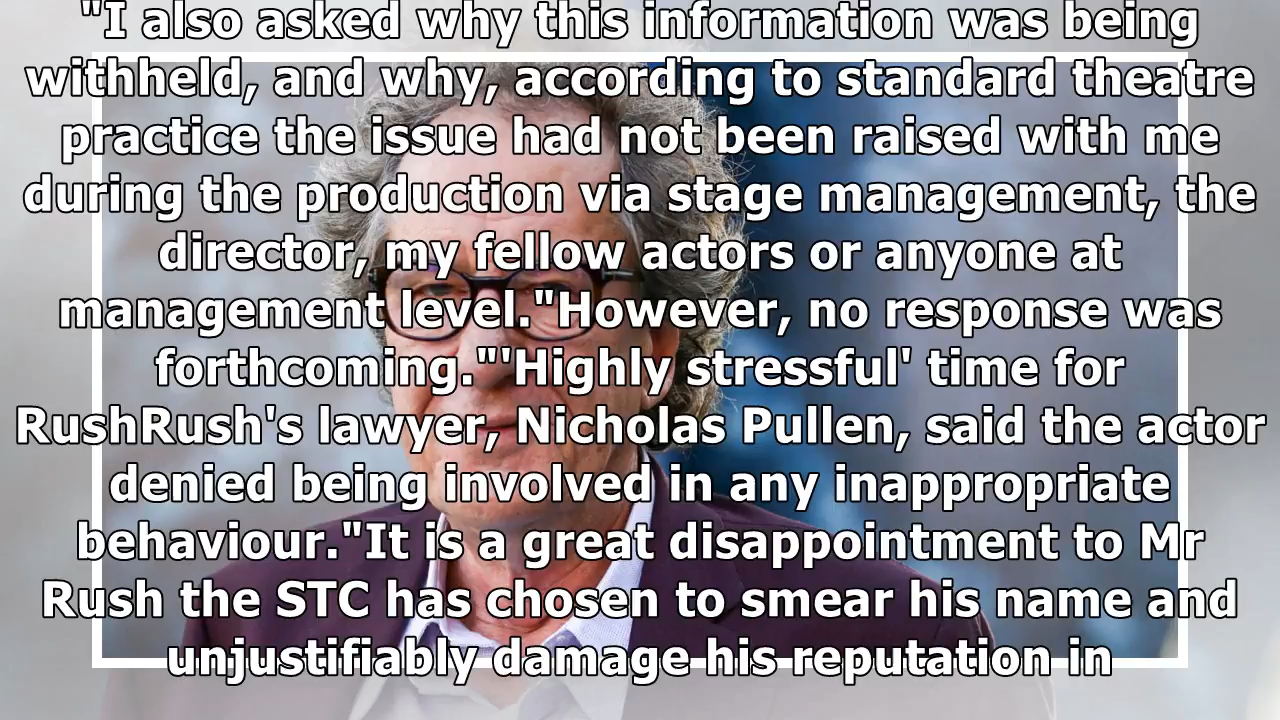 "I also asked why this information was being
withheld, and why, according to standard theatre
practice the issue had not been raised with me
during the production via stage management, the
director, my fellow actors or anyone at
management level."However, no response was
forthcoming."'Highly stressful' time for
RushRush's lawyer, Nicholas Pullen, said the actor
denied being involved in any inappropriate
behaviour."It is a great disappointment to Mr
Rush the STC has chosen to smear his name and
unjustifiably damage his reputation in